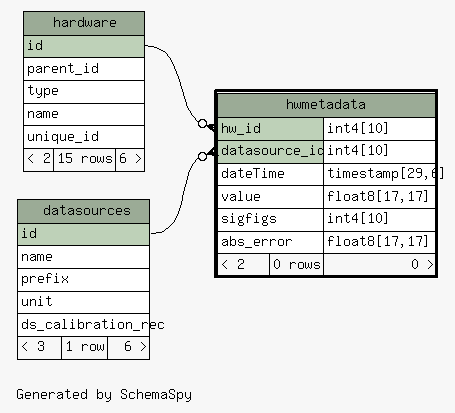 hardware
id
parent_id
type
name
unique_id
< 2 15 rows 6 >
hwmetadata
hw_id int4[10]
datasource_id int4[10]
dateTime timestamp[29,6]
value float8[17,17]
sigfigs int4[10]
abs_error float8[17,17]
< 2 0 rows 0 >
datasources
id
name
prefix
unit
ds_calibration_rec
< 3 1 row 6 >
Generated by SchemaSpy